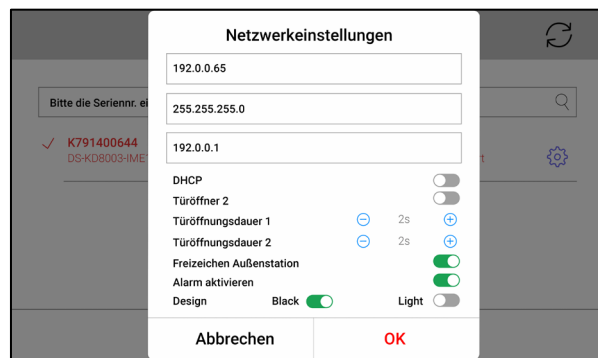 Netzwerkeinstellungen
192.0.0.65
Bitte die Seriennr. ei
255.255.255.0
K791400644
DS-KD8003-IME1
192.0.0.1
DHCP
Türöffner 2
Türöffnungsdauer 1 2s
Türöffnungsdauer 2 2s
Freizeichen Außenstation
Alarm aktivieren
Design Black Light
Abbrechen OK